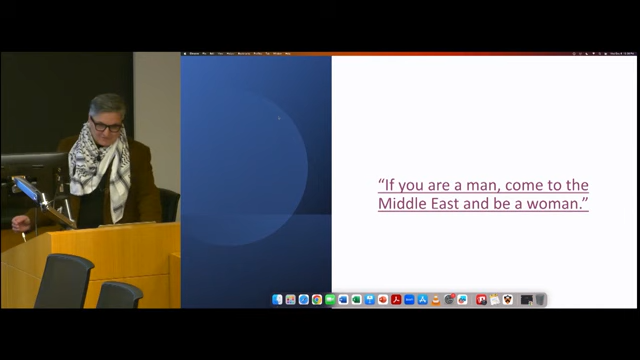 “If you are a man, come to the
Middle East and be a woman.”